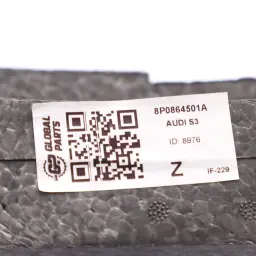 GLOBAL
PARTS
8P0864501A
AUDI S3
ID: 8976
Z
IF-229